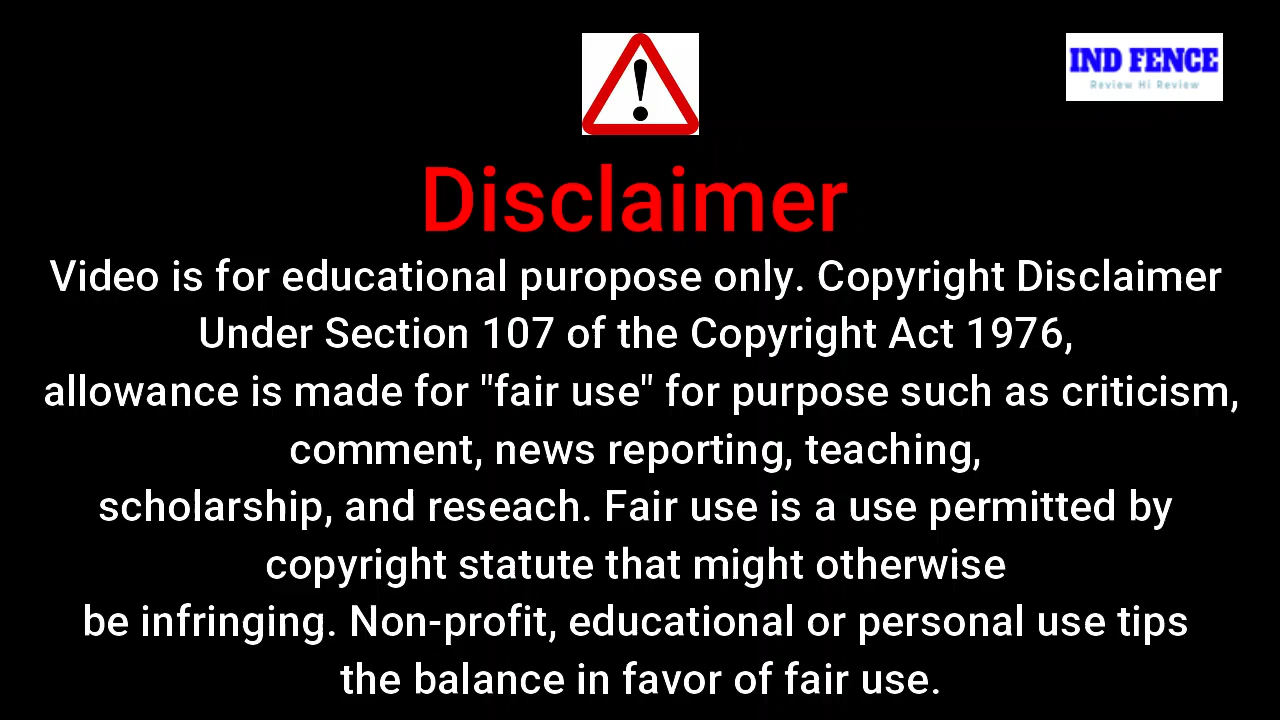 IND FENCE
Review Hi Review
Disclaimer
Video is for educational puropose only. Copyright Disclaimer
Under Section 107 of the Copyright Act 1976,
allowance is made for "fair use" for purpose such as criticism,
comment, news reporting, teaching,
scholarship, and reseach. Fair use is a use permitted by
copyright statute that might otherwise
be infringing. Non-profit, educational or personal use tips
the balance in favor of fair use.